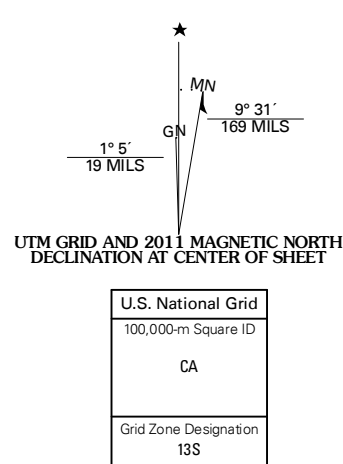 ★
MN
9° 31´
169 MILS
GN
1° 5´
19 MILS
UTM GRID AND 2011 MAGNETIC NORTH
DECLINATION AT CENTER OF SHEET
U.S. National Grid
100,000-m Square ID
CA
Grid Zone Designation
13S